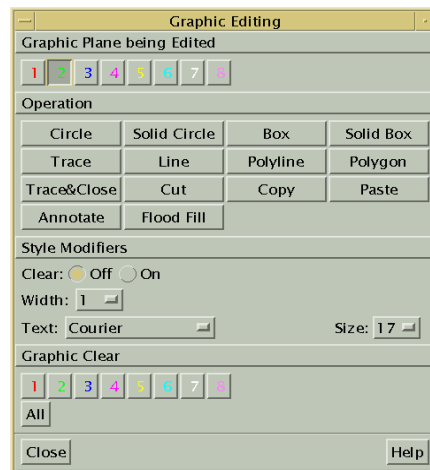 Graphic Editing
Graphic Plane being Edited
1 2 3 4 5 6 7 8
Operation
Circle Solid Circle Box Solid Box
Trace Line Polyline Polygon
Trace&Close Cut Copy Paste
Annotate Flood Fill
Style Modifiers
Clear: Off On
Width: 1
Text: Courier Size: 17
Graphic Clear
1 2 3 4 5 6 7 8
All
Close Help